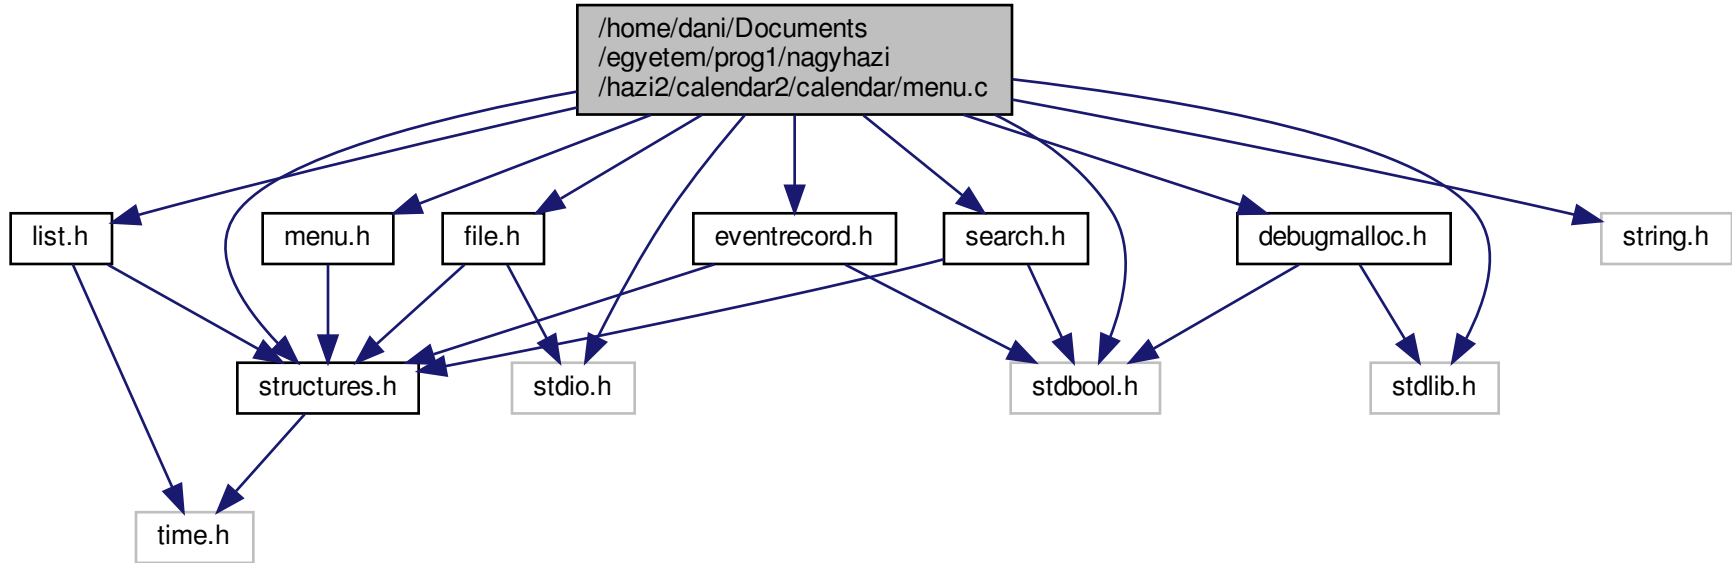 /home/dani/Documents
/egyetem/prog1/nagyhazi
/hazi2/calendar2/calendar/menu.c
list.h
menu.h
file.h
eventrecord.h
search.h
debugmalloc.h
string.h
structures.h
stdio.h
stdbool.h
stdlib.h
time.h